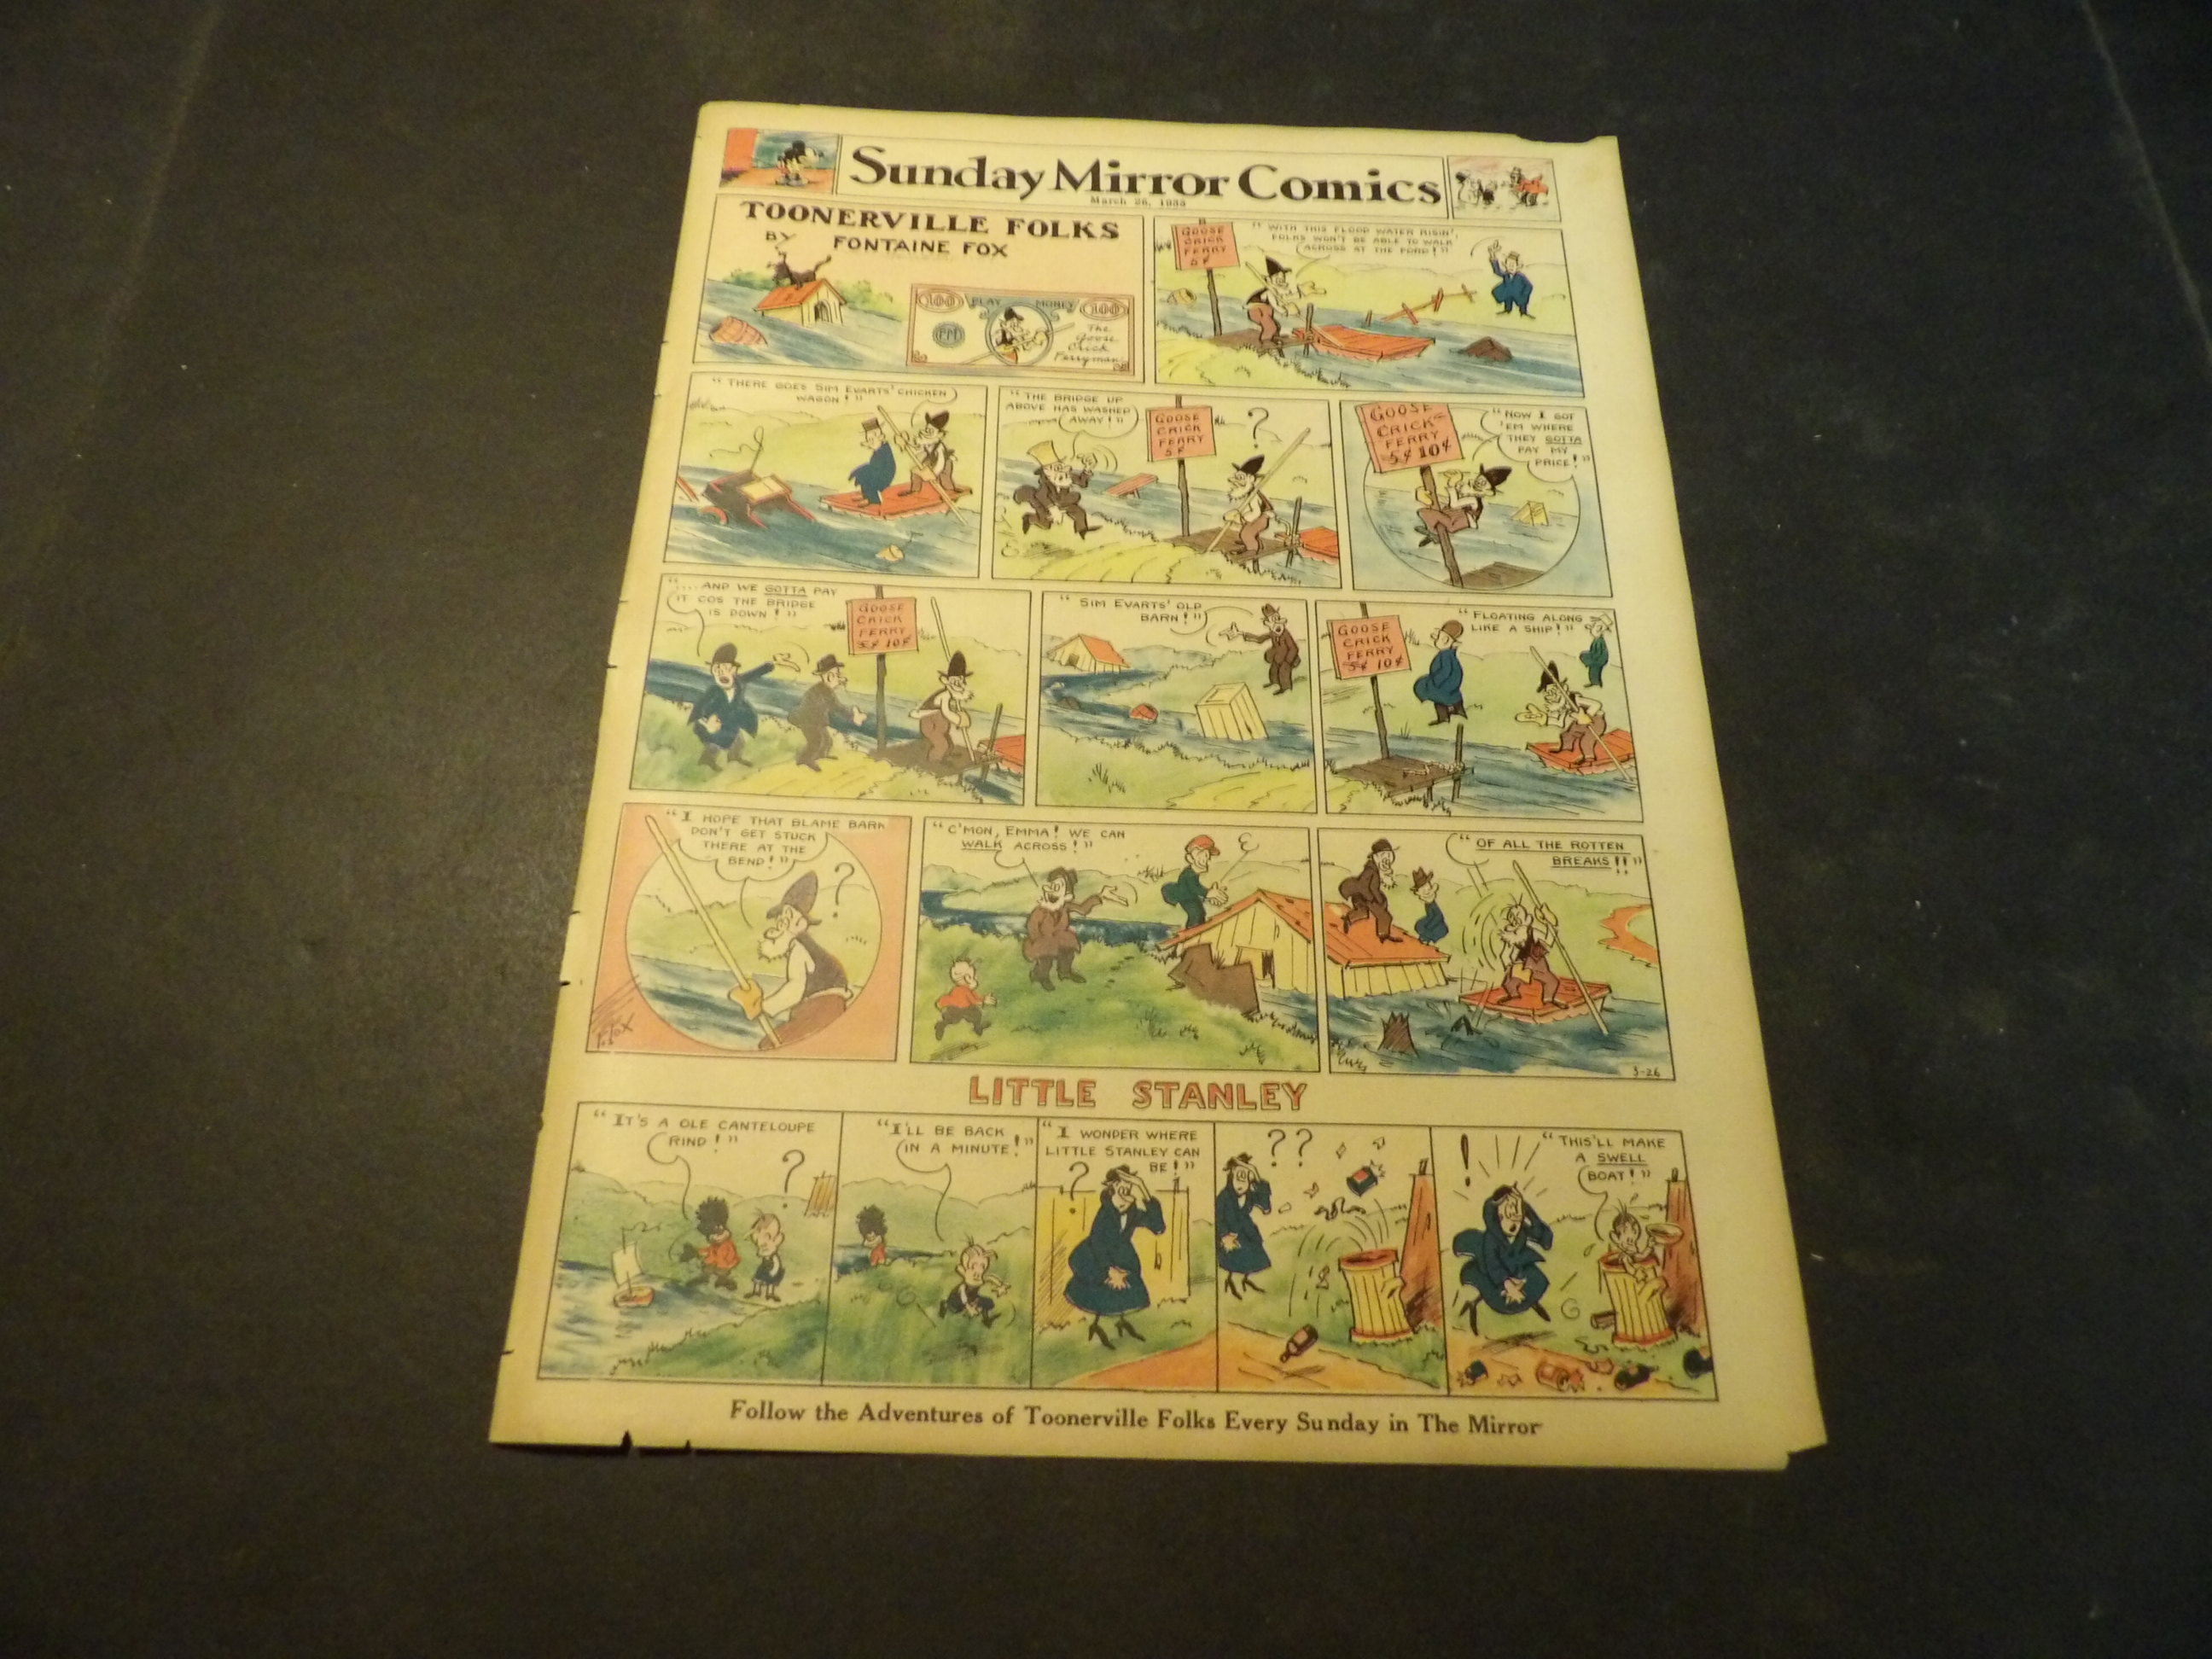 Sunday Mirror Comics
March 26, 1933
TOONERVILLE FOLKS
BY FONTAINE FOX
100 PLAY MONEY 100
The
Goose
Crick
Ferryman
GOOSE
CRICK
FERRY
5¢
"WITH THIS FLOOD WATER RISIN'
FOLKS WON'T BE ABLE TO WALK
ACROSS AT THE FORD!"
"THERE GOES SIM EVARTS' CHICKEN
WAGON!"
"THE BRIDGE UP
ABOVE HAS WASHED
AWAY!"
GOOSE
CRICK
FERRY
5¢
?
GOOSE
CRICK
FERRY
5¢ 10¢
"NOW I GOT
'EM WHERE
THEY GOTTA
PAY MY
PRICE!"
"....AND WE GOTTA PAY
IT COS THE BRIDGE
IS DOWN!"
GOOSE
CRICK
FERRY
5¢ 10¢
"SIM EVARTS' OLD
BARN!"
GOOSE
CRICK
FERRY
5¢ 10¢
"FLOATING ALONG
LIKE A SHIP!"
"I HOPE THAT BLAME BARN
DON'T GET STUCK
THERE AT THE
BEND!"
?
F. FOX
"C'MON, EMMA! WE CAN
WALK ACROSS!"
"OF ALL THE ROTTEN
BREAKS!!"
3-26
LITTLE STANLEY
"IT'S A OLE CANTELOUPE
RIND!"
?
"I'LL BE BACK
IN A MINUTE!"
"I WONDER WHERE
LITTLE STANLEY CAN
BE!"
?
??
!
"THIS'LL MAKE
A SWELL
BOAT!"
Follow the Adventures of Toonerville Folks Every Sunday in The Mirror